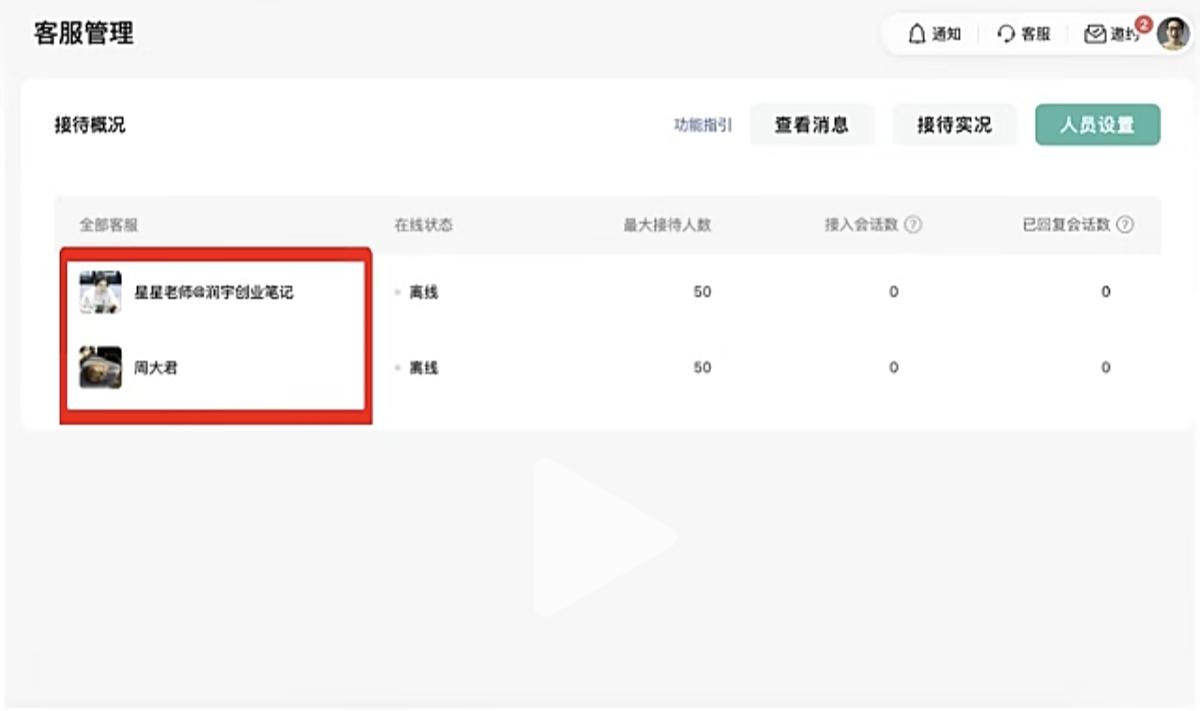 客服管理
通知 客服 邀约 2
接待概况 功能指引 查看消息 接待实况 人员设置
全部客服 在线状态 最大接待人数 接入会话数 ? 已回复会话数 ?
星星老师@润宇创业笔记 离线 50 0 0
周大君 离线 50 0 0